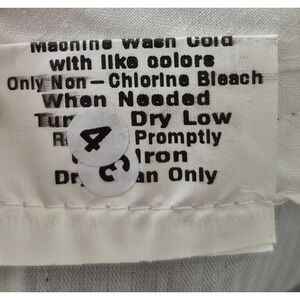 Machine Wash Cold
with like colors
Only Non-Chlorine Bleach
When Needed
Dry Low
Promptly
Iron
Only
4
C